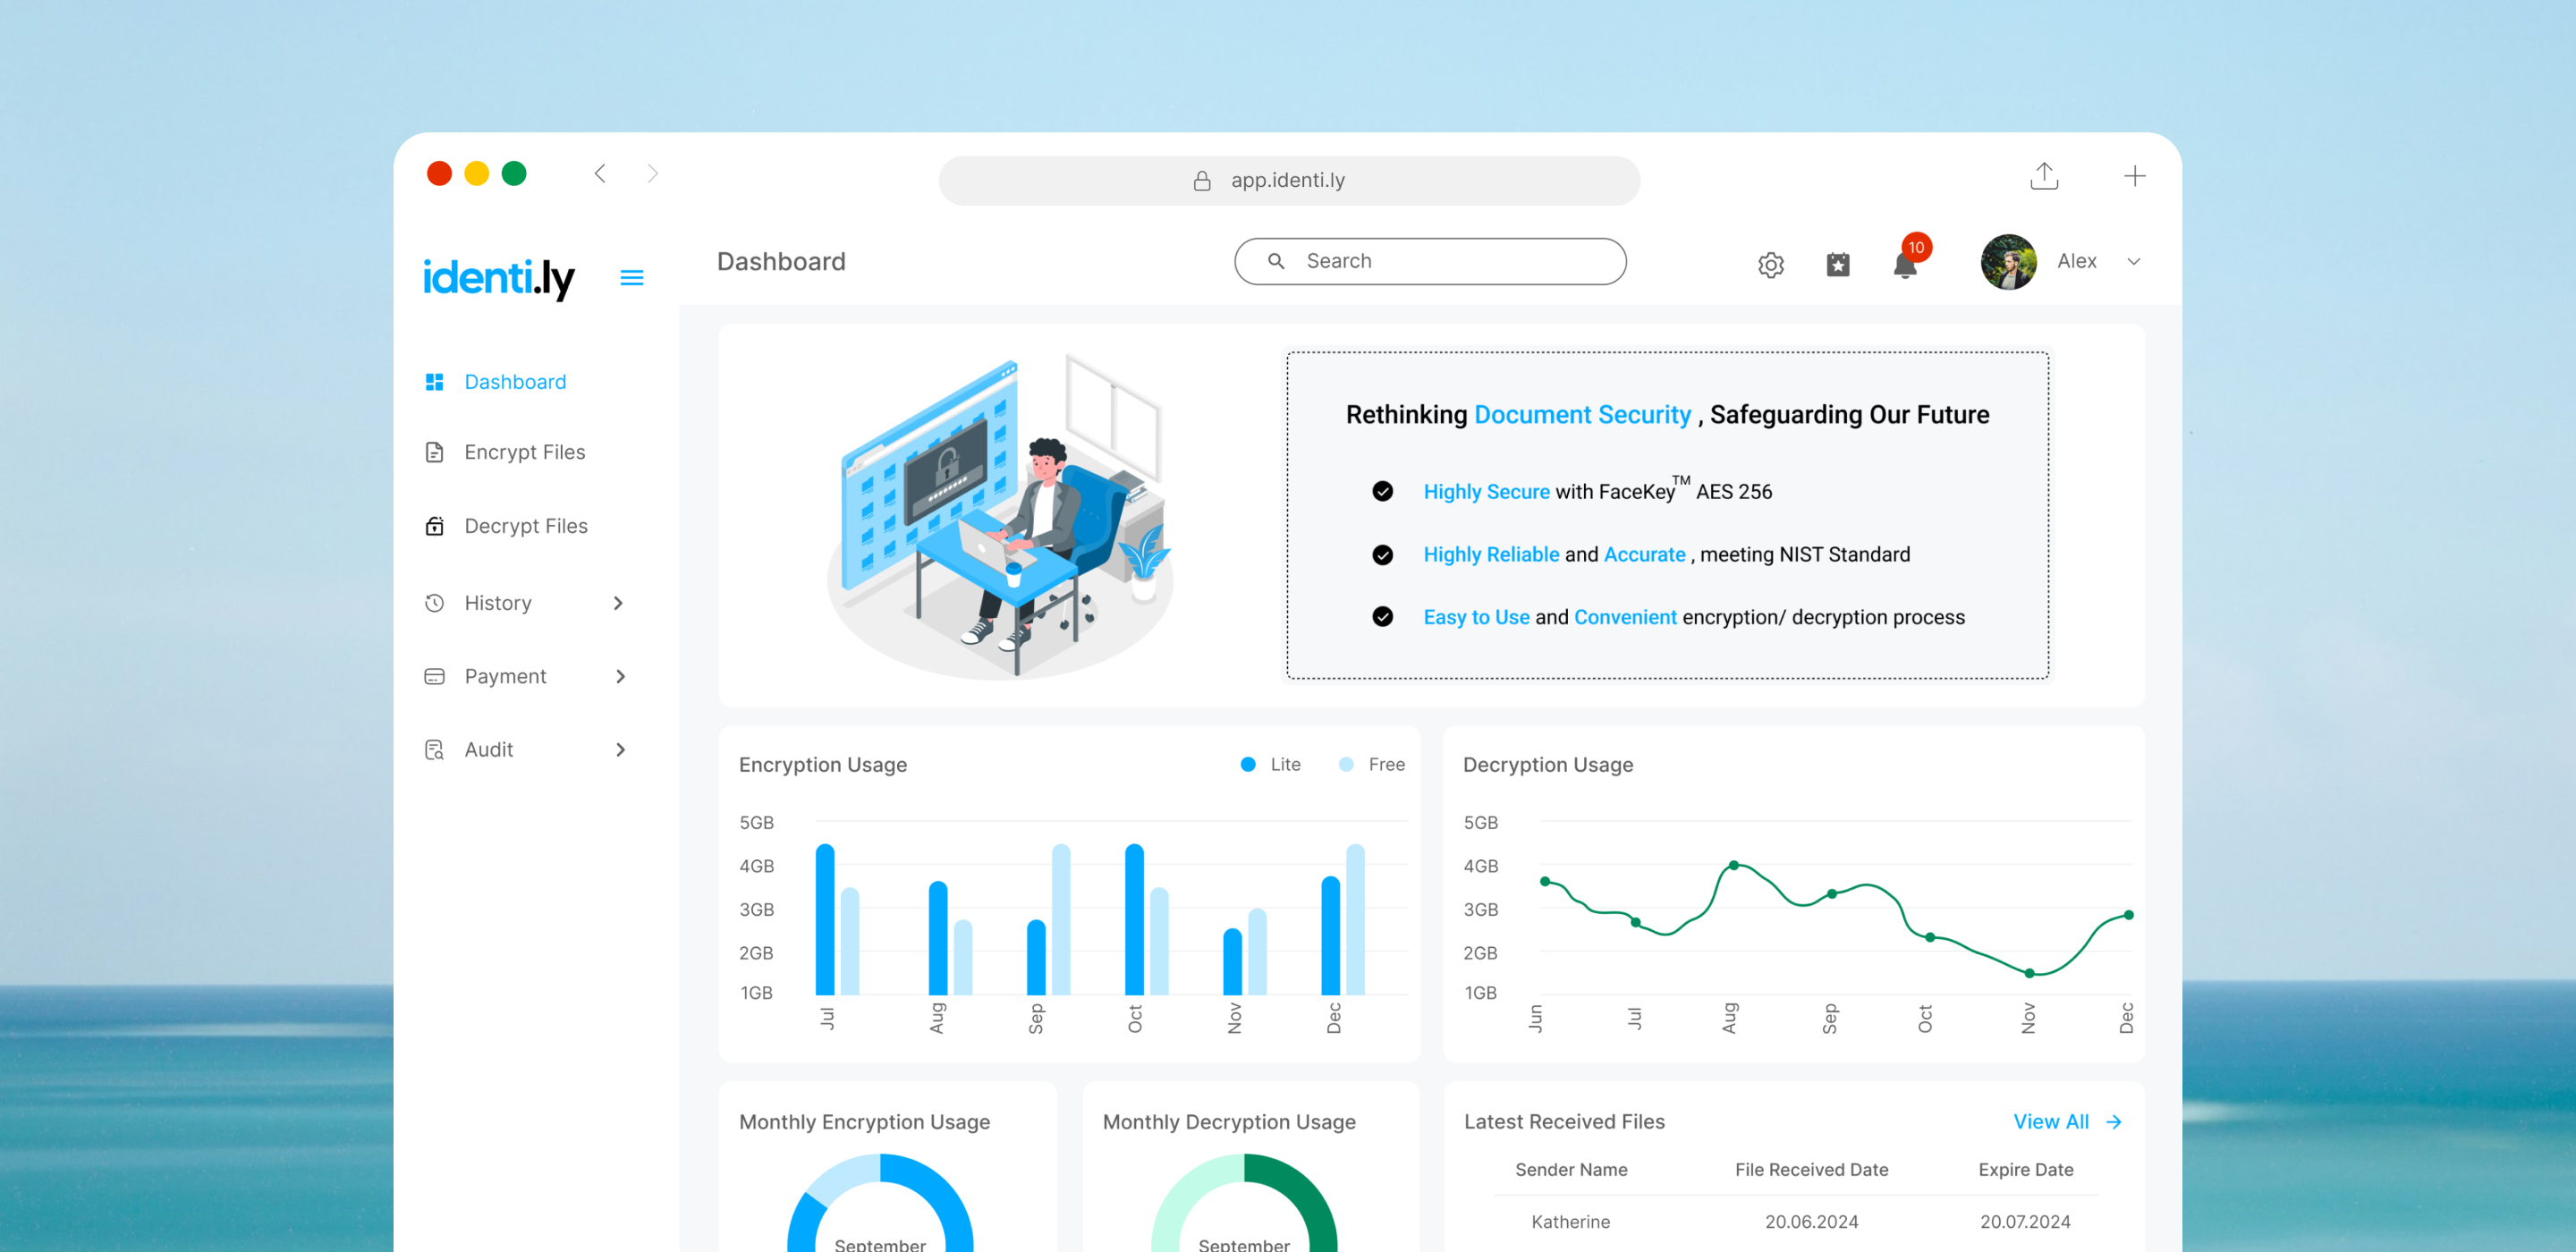 app.identi.ly
identi.ly
Dashboard
Search
10
Alex
Dashboard
Encrypt Files
Decrypt Files
History
Payment
Audit
Rethinking Document Security , Safeguarding Our Future
Highly Secure with FaceKey™ AES 256
Highly Reliable and Accurate , meeting NIST Standard
Easy to Use and Convenient encryption/ decryption process
Encryption Usage
Lite
Free
5GB
4GB
3GB
2GB
1GB
Jul
Aug
Sep
Oct
Nov
Dec
Decryption Usage
5GB
4GB
3GB
2GB
1GB
Jun
Jul
Aug
Sep
Oct
Nov
Dec
Monthly Encryption Usage
September
Monthly Decryption Usage
September
Latest Received Files
View All
Sender Name File Received Date Expire Date
Katherine 20.06.2024 20.07.2024